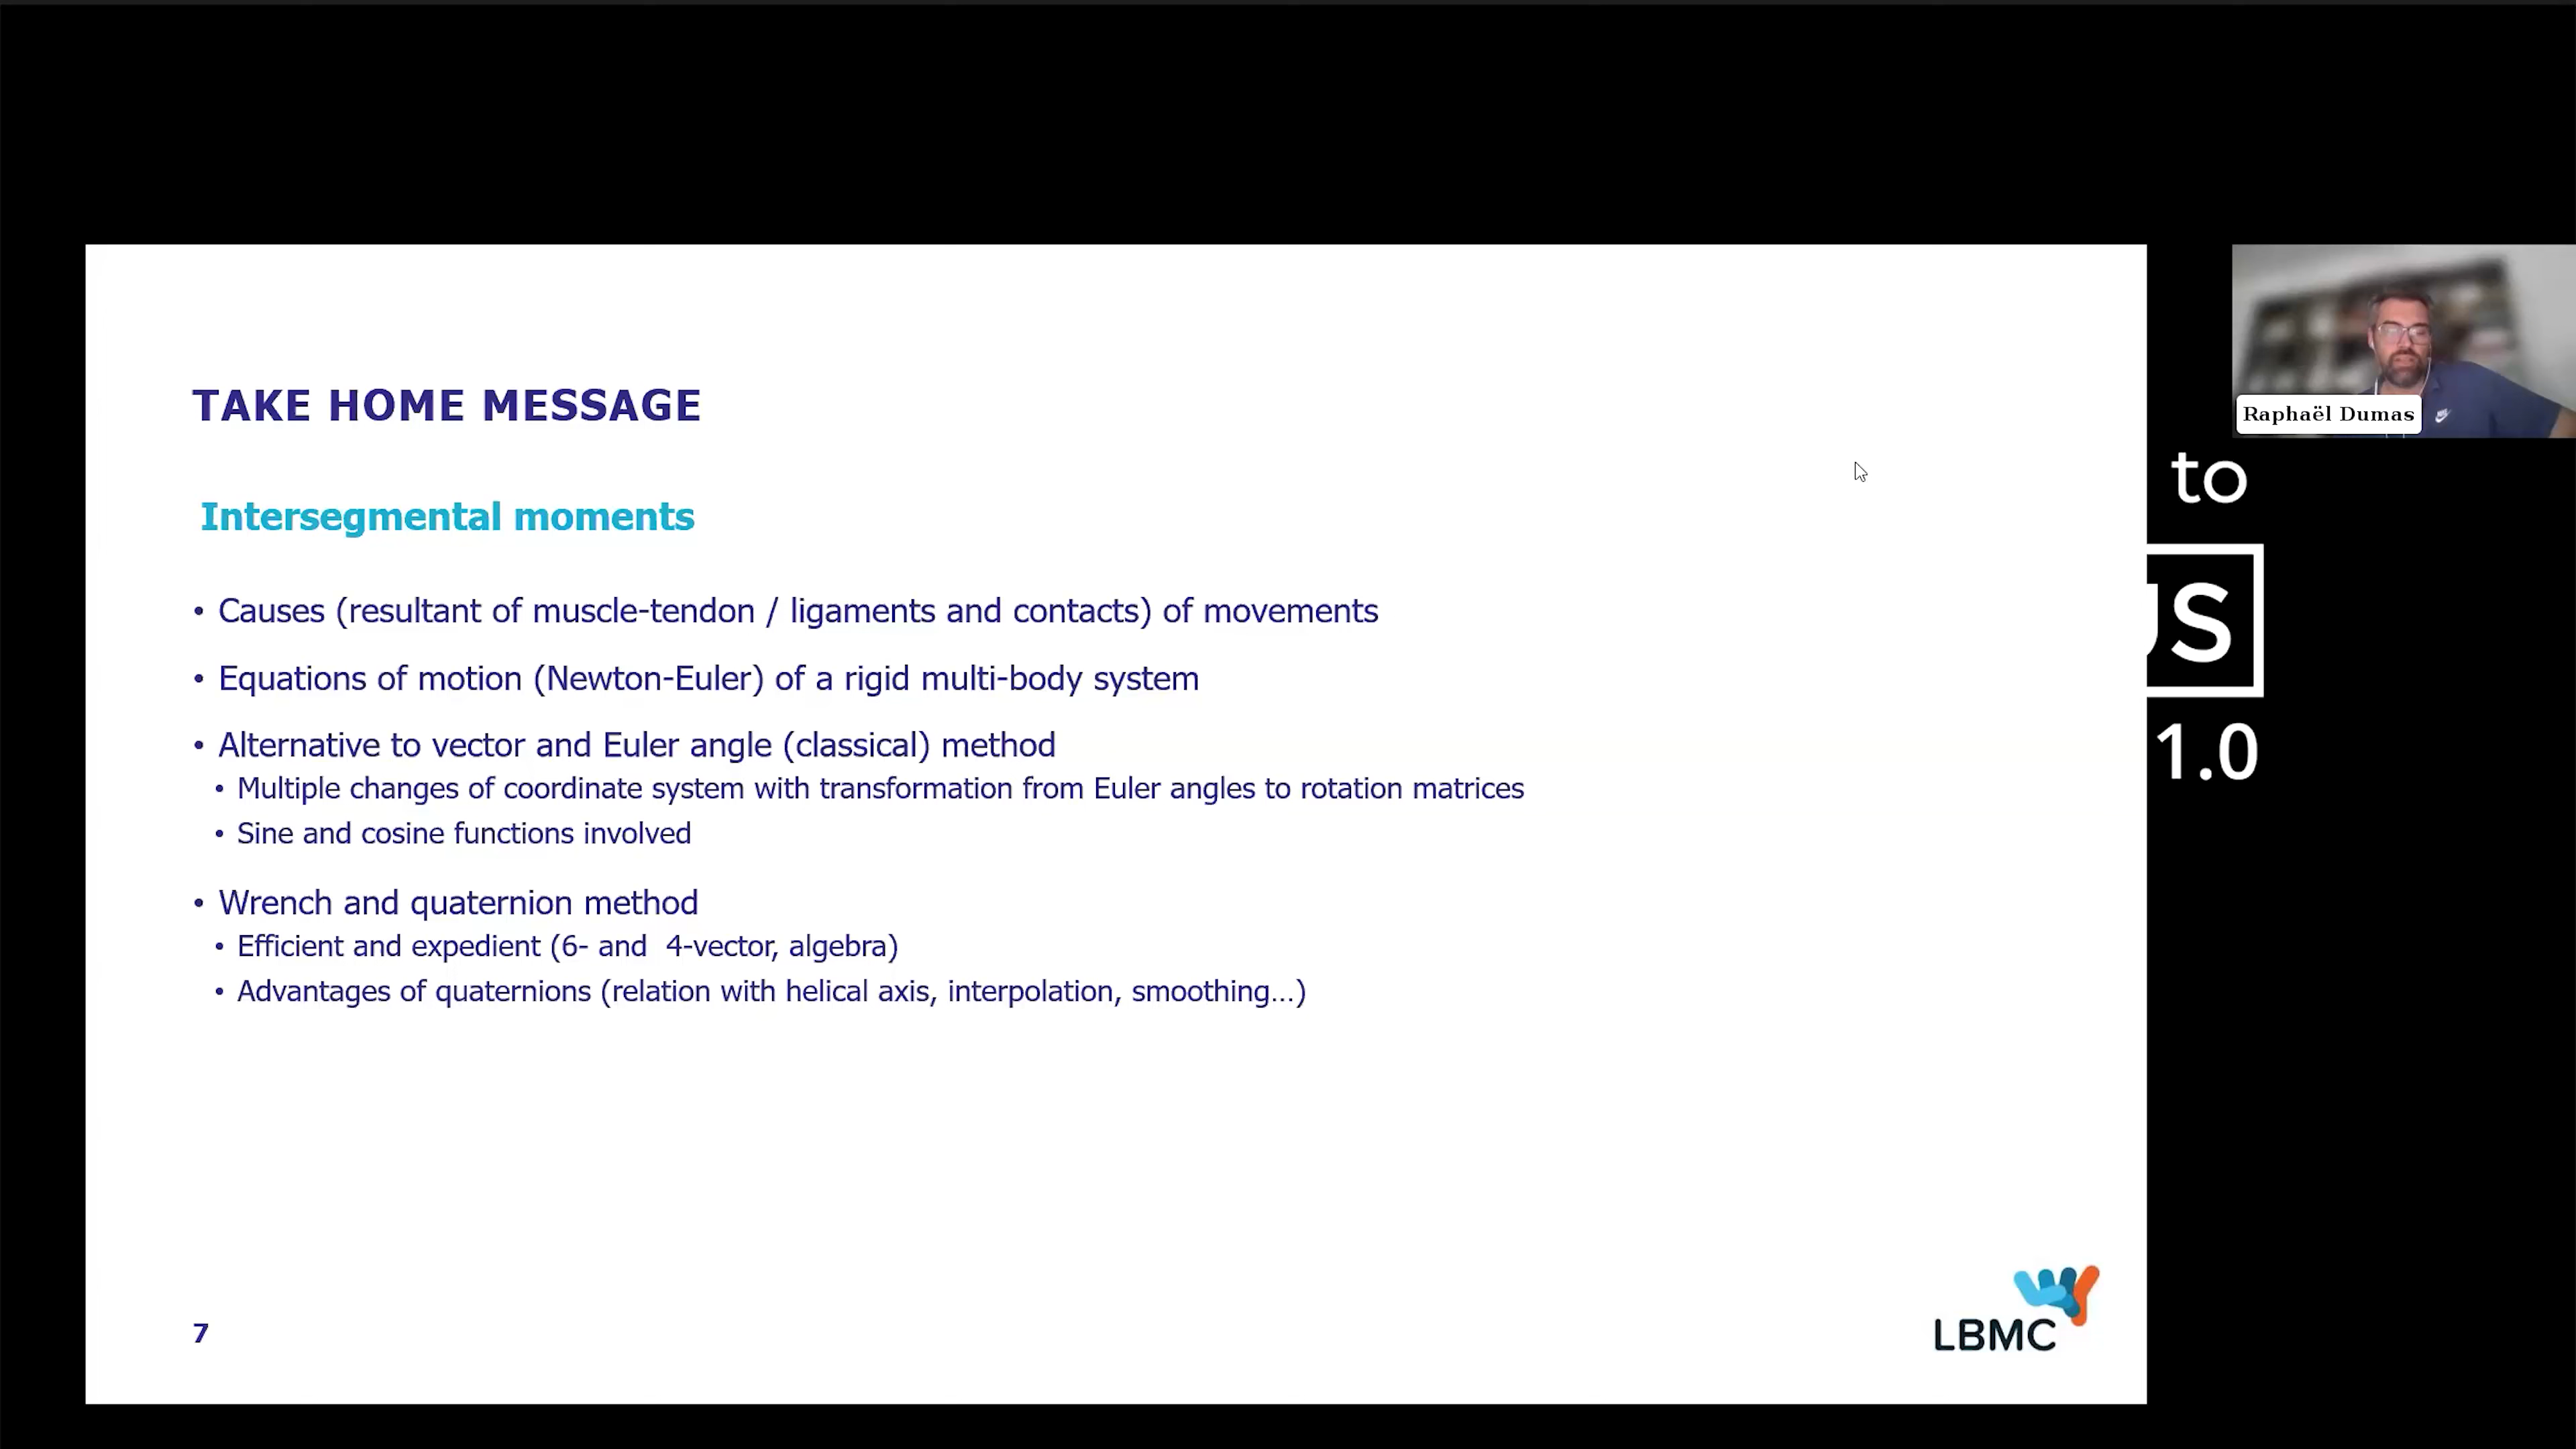 TAKE HOME MESSAGE
Intersegmental moments
• Causes (resultant of muscle-tendon / ligaments and contacts) of movements
• Equations of motion (Newton-Euler) of a rigid multi-body system
• Alternative to vector and Euler angle (classical) method
• Multiple changes of coordinate system with transformation from Euler angles to rotation matrices
• Sine and cosine functions involved
• Wrench and quaternion method
• Efficient and expedient (6- and  4-vector, algebra)
• Advantages of quaternions (relation with helical axis, interpolation, smoothing…)
7
LBMC
Raphaël Dumas
to
S
1.0